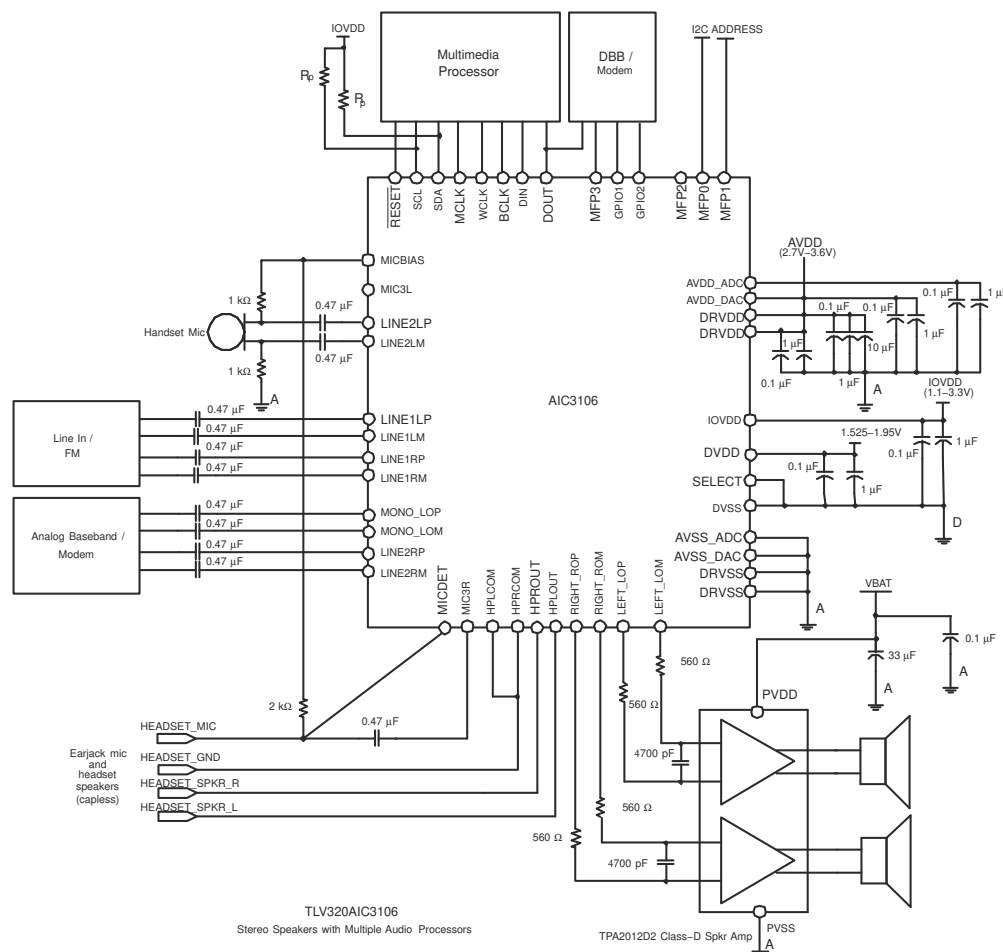 IOVDD
Rp
Rp
Multimedia
Processor
DBB /
Modem
I2C ADDRESS
RESET
SCL
SDA
MCLK
WCLK
BCLK
DIN
DOUT
MFP3
GPIO1
GPIO2
MFP2
MFP0
MFP1
MICBIAS
MIC3L
1 kΩ
0.47 µF
LINE2LP
Handset Mic
LINE2LM
0.47 µF
1 kΩ
A
AIC3106
AVDD
(2.7V−3.6V)
AVDD_ADC
AVDD_DAC
DRVDD
DRVDD
0.1 µF
1 µF
0.1 µF
0.1 µF
1 µF
1 µF
10 µF
0.1 µF
1 µF
A
IOVDD
(1.1−3.3V)
IOVDD
1.525−1.95V
DVDD
0.1 µF
1 µF
0.1 µF
1 µF
SELECT
DVSS
D
AVSS_ADC
AVSS_DAC
DRVSS
DRVSS
A
Line In /
FM
0.47 µF
0.47 µF
0.47 µF
0.47 µF
LINE1LP
LINE1LM
LINE1RP
LINE1RM
Analog Baseband /
Modem
0.47 µF
0.47 µF
0.47 µF
0.47 µF
MONO_LOP
MONO_LOM
LINE2RP
LINE2RM
MICDET
MIC3R
HPLCOM
HPRCOM
HPROUT
HPLOUT
RIGHT_ROP
RIGHT_ROM
LEFT_LOP
LEFT_LOM
VBAT
33 µF
0.1 µF
A
A
PVDD
560 Ω
560 Ω
4700 pF
560 Ω
560 Ω
4700 pF
2 kΩ
0.47 µF
HEADSET_MIC
HEADSET_GND
HEADSET_SPKR_R
HEADSET_SPKR_L
Earjack mic
and
headset
speakers
(capless)
TLV320AIC3106
Stereo Speakers with Multiple Audio Processors
TPA2012D2 Class−D Spkr Amp
PVSS
A